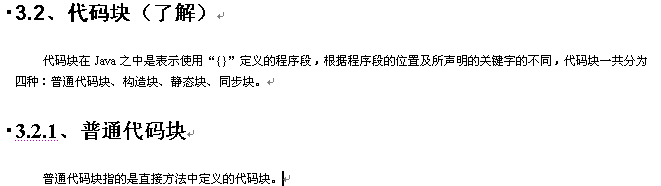 3.2、代码块（了解）
代码块在 Java 之中是表示使用“{}”定义的程序段，根据程序段的位置及所声明的关键字的不同，代码块一共分为
四种：普通代码块、构造块、静态块、同步块。
3.2.1、普通代码块
普通代码块指的是直接方法中定义的代码块。